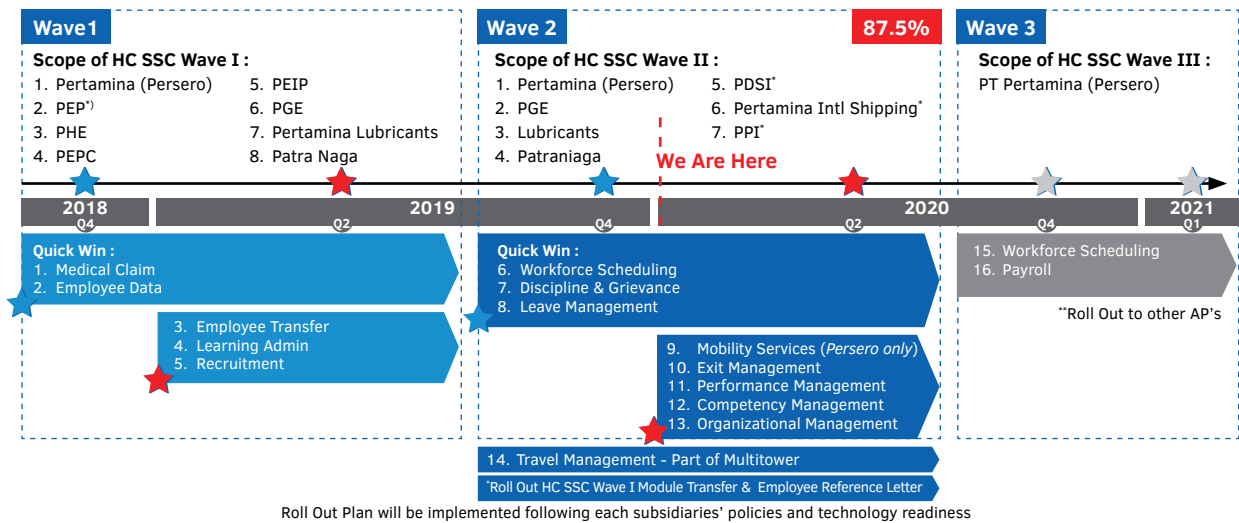 Wave1
Scope of HC SSC Wave I :
1. Pertamina (Persero)
2. PEP*)
3. PHE
4. PEPC
5. PEIP
6. PGE
7. Pertamina Lubricants
8. Patra Naga
Wave 2
87.5%
Scope of HC SSC Wave II :
1. Pertamina (Persero)
2. PGE
3. Lubricants
4. Patraniaga
5. PDSI*
6. Pertamina Intl Shipping*
7. PPI*
Wave 3
Scope of HC SSC Wave III :
PT Pertamina (Persero)
We Are Here
2018
2019
2020
2021
Q4
Q2
Q4
Q2
Q4
Q1
Quick Win :
1. Medical Claim
2. Employee Data
3. Employee Transfer
4. Learning Admin
5. Recruitment
Quick Win :
6. Workforce Scheduling
7. Discipline & Grievance
8. Leave Management
9. Mobility Services (Persero only)
10. Exit Management
11. Performance Management
12. Competency Management
13. Organizational Management
14. Travel Management - Part of Multitower
*Roll Out HC SSC Wave I Module Transfer & Employee Reference Letter
15. Workforce Scheduling
16. Payroll
**Roll Out to other AP's
Roll Out Plan will be implemented following each subsidiaries' policies and technology readiness